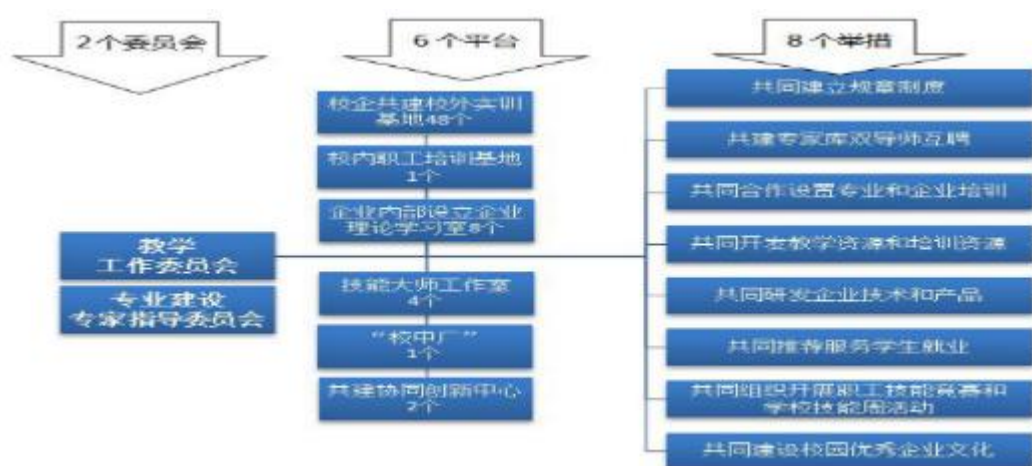 2个委员会
6个平台
8个举措
教学
工作委员会
专业建设
专家指导委员会
校企共建校外实训
基地48个
校内职工培训基地
1个
企业内部设立企业
理论学习室8个
技能大师工作室
4个
“校中厂”
1个
共建协同创新中心
2个
共同建立规章制度
共建专家库双导师互聘
共同合作设置专业和企业培训
共同开发教学资源和培训资源
共同研发企业技术和产品
共同推荐服务学生就业
共同组织开展职工技能竞赛和
学校技能周活动
共同建设校园优秀企业文化